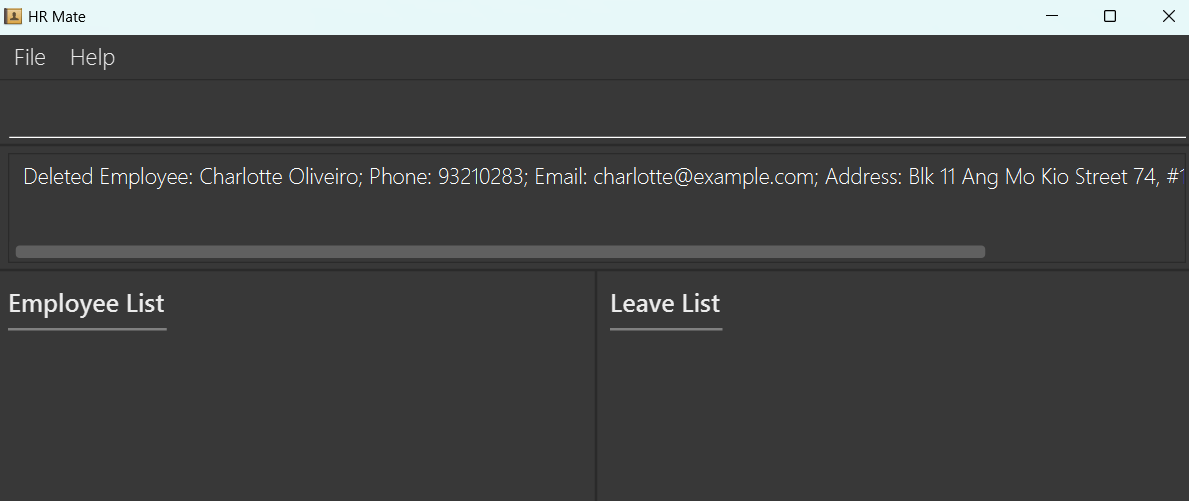 HR Mate
File Help
Deleted Employee: Charlotte Oliveiro; Phone: 93210283; Email: charlotte@example.com; Address: Blk 11 Ang Mo Kio Street 74, #1
Employee List Leave List